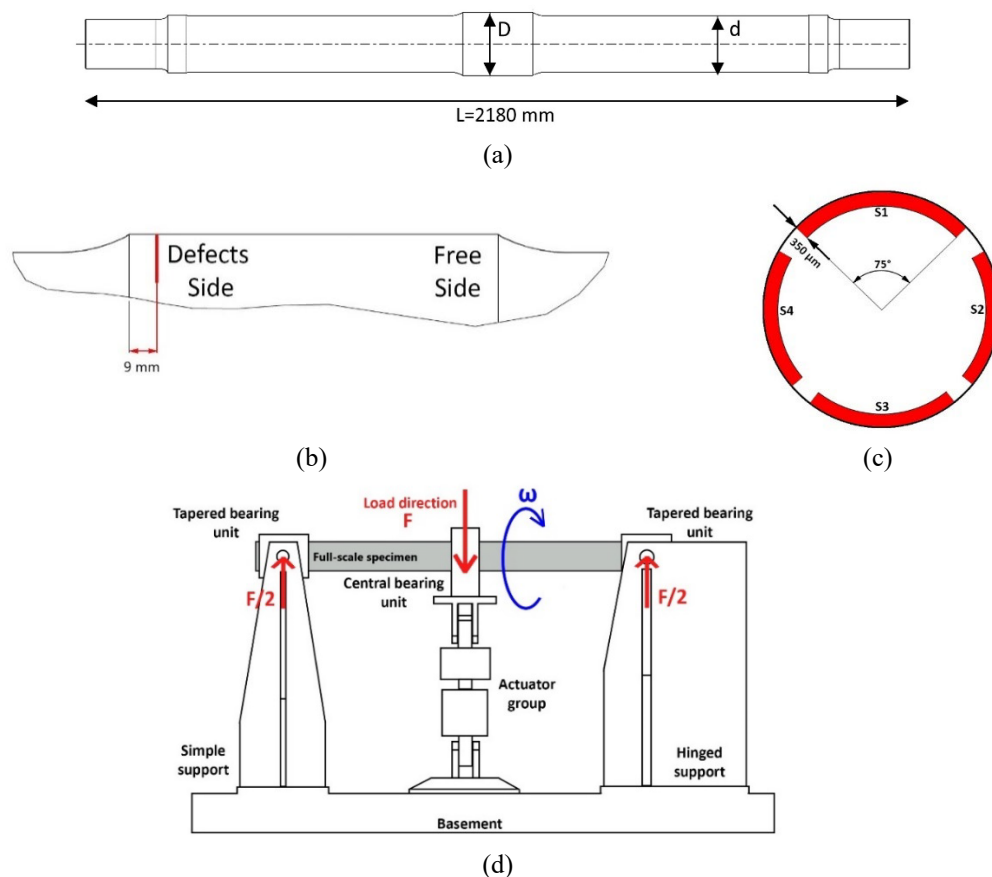 D
d
L=2180 mm
(a)
Defects
Side
Free
Side
9 mm
(b)
S1
350 μm
75°
S4
S2
S3
(c)
ω
Load direction
F
Tapered bearing
unit
Tapered bearing
unit
Full-scale specimen
Central bearing
unit
F/2
F/2
Actuator
group
Simple
support
Hinged
support
Basement
(d)